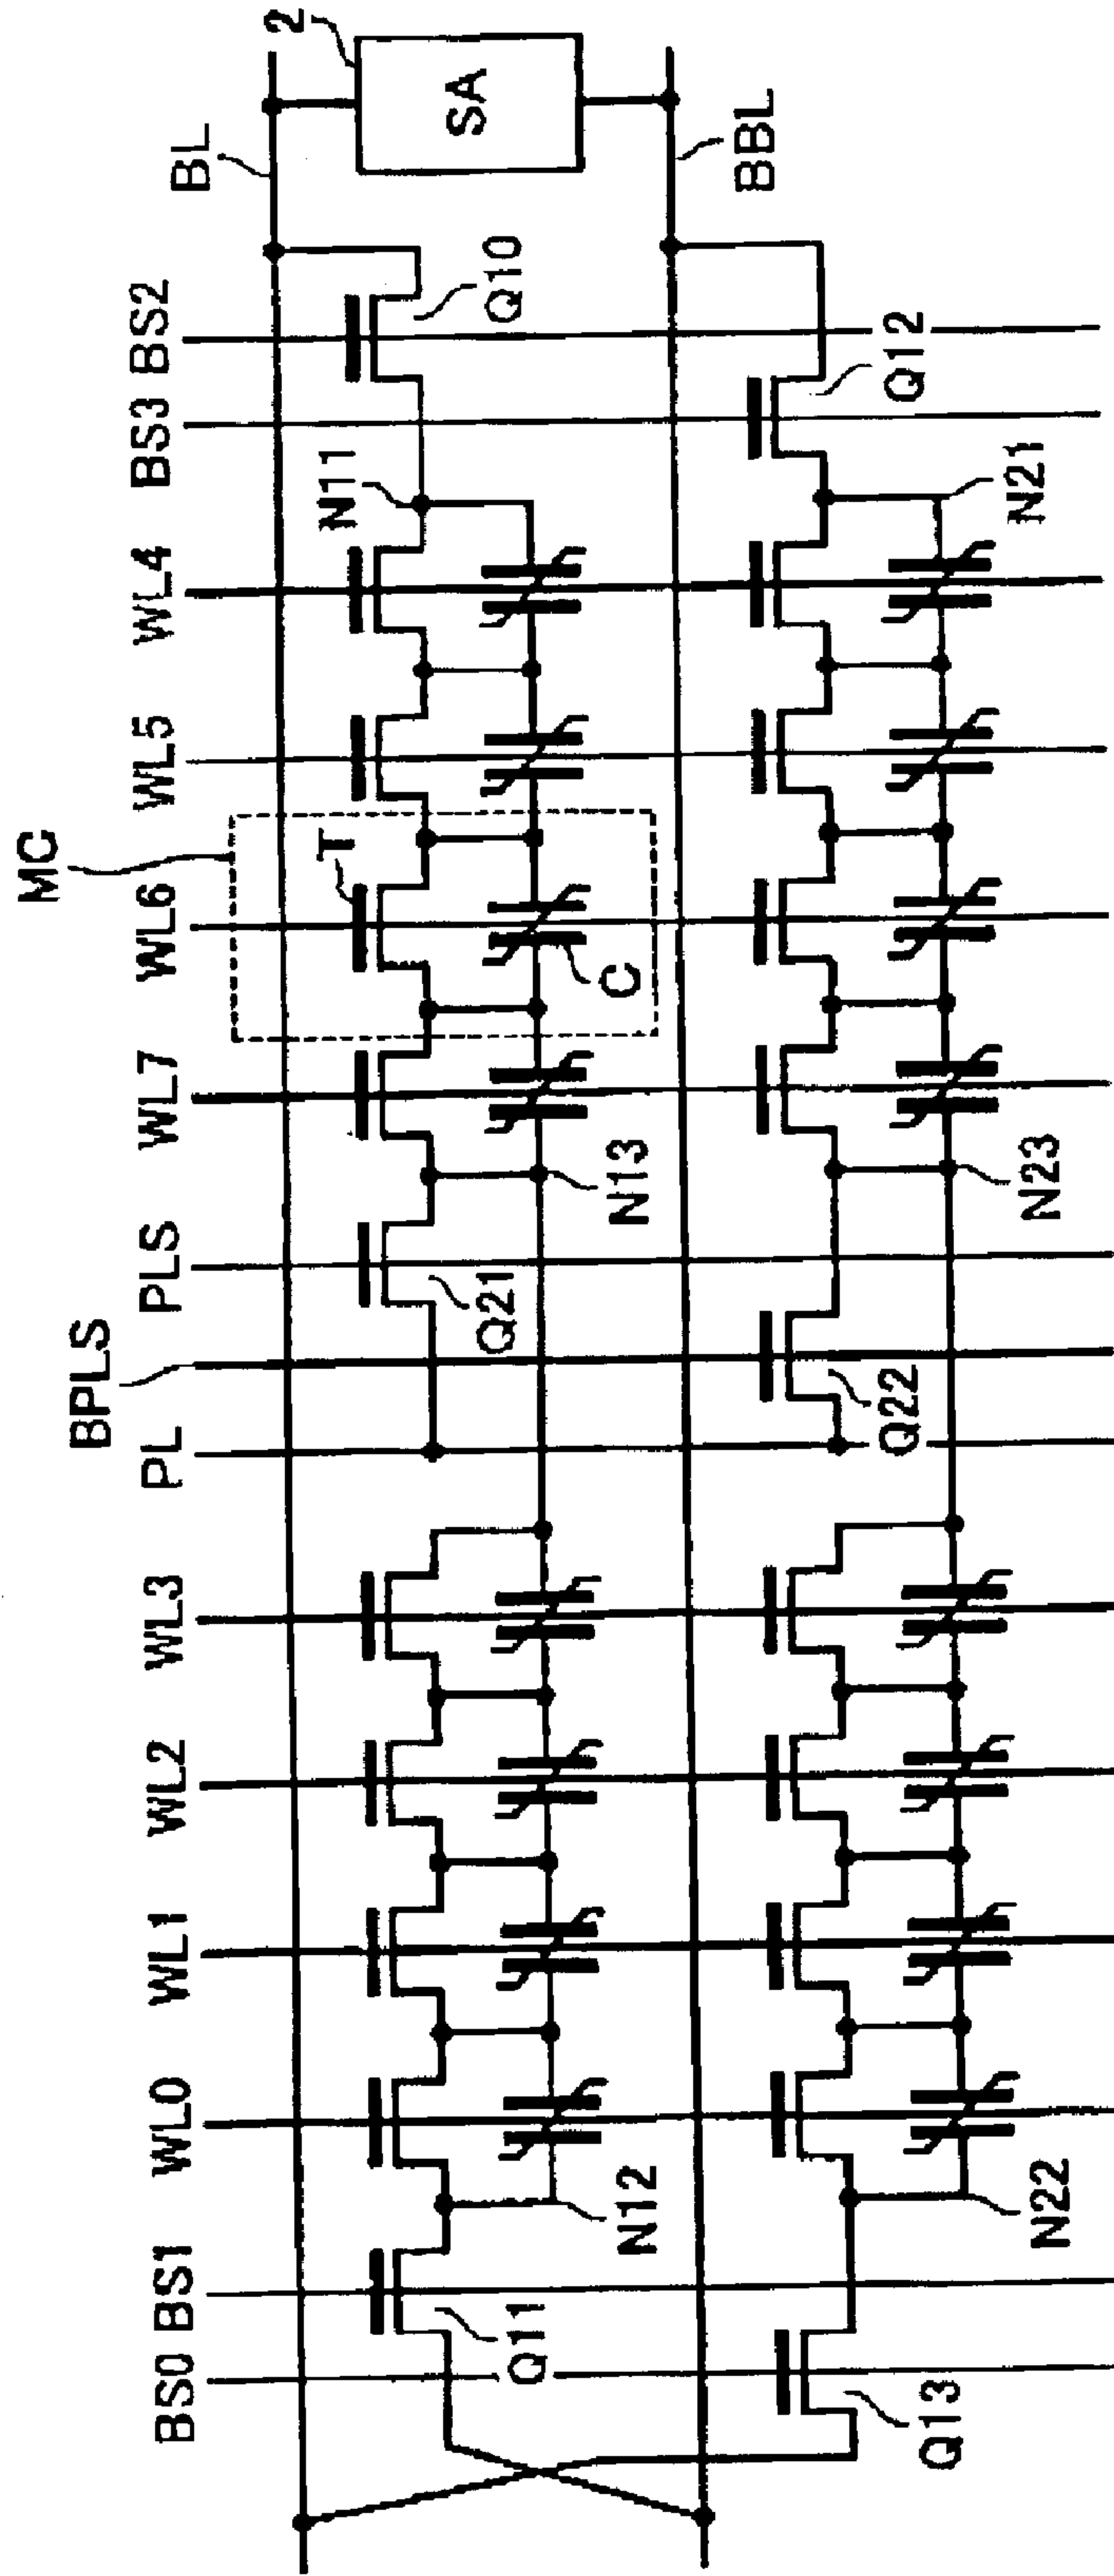 BS0
BS1
WL0
WL1
WL2
WL3
PL
BPLS
PLS
WL7
WL6
MC
WL5
WL4
BS3
BS2
BL
2
SA
BBL
T
C
Q11
N12
Q21
N13
N11
Q10
Q13
N22
Q22
N23
N21
Q12